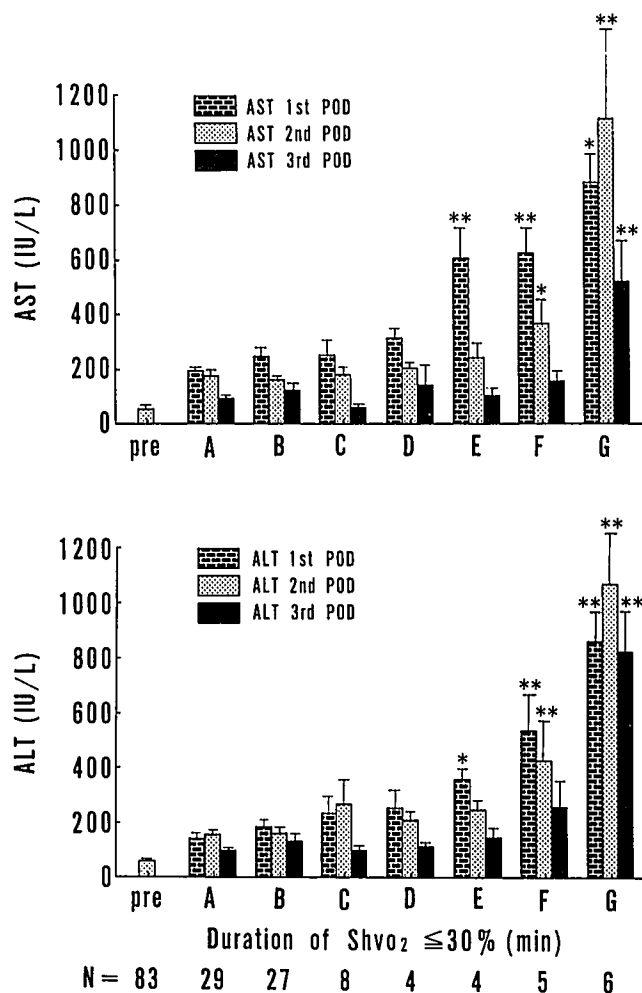 ** 
1200
AST 1st POD
1000
AST 2nd POD
*
AST 3rd POD
800
** ** **
600
AST (IU/L)
400
*
200
0
pre A B C D E F G
**
1200
ALT 1st POD
1000
ALT 2nd POD
** **
ALT 3rd POD
800
** **
600
ALT (IU/L)
400
*
200
0
pre A B C D E F G
Duration of Shvo₂ ≦30% (min)
N = 83 29 27 8 4 4 5 6